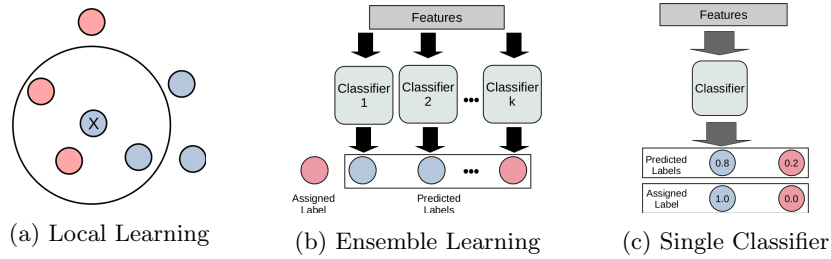 X
(a) Local Learning
Features
Classifier
1
Classifier
2
•••
Classifier
k
•••
Assigned
Label
Predicted
Labels
(b) Ensemble Learning
Features
Classifier
Predicted
Labels
0.8
0.2
Assigned
Label
1.0
0.0
(c) Single Classifier